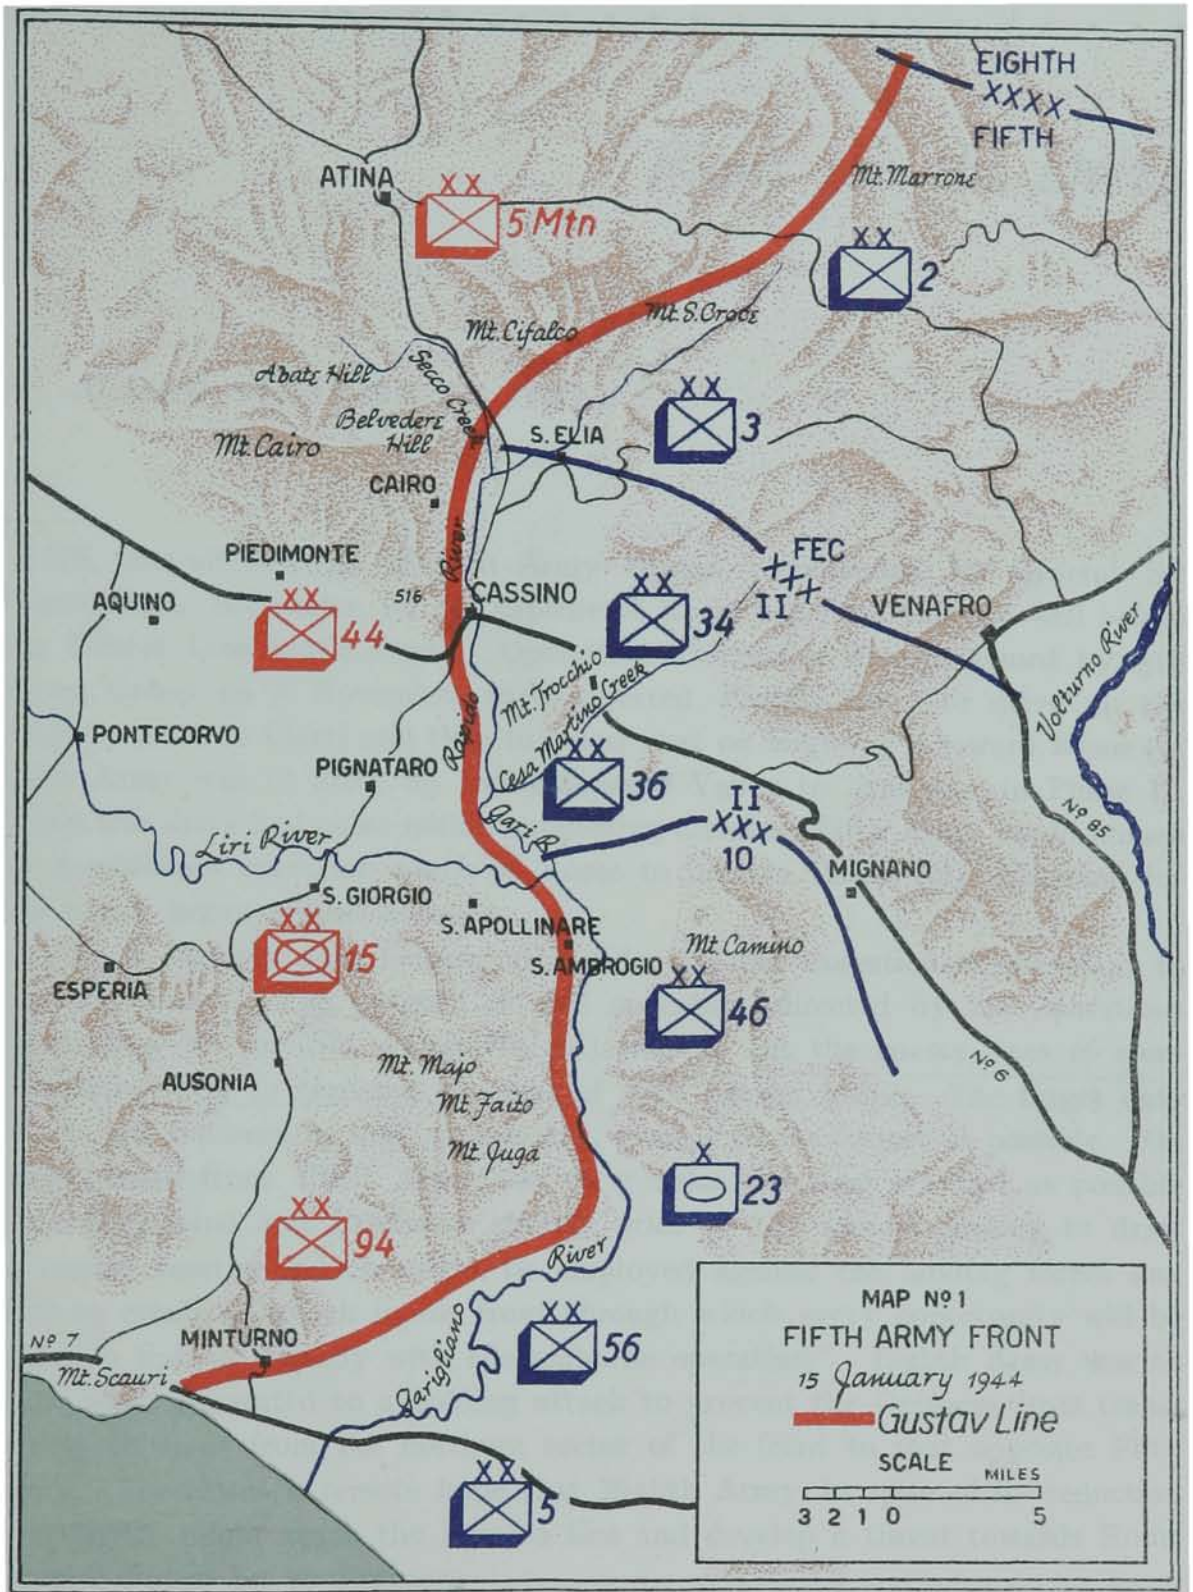 EIGHTH
XXXX
FIFTH
Mt. Marrone
ATINA
XX
5 Mtn
XX
2
Mt. S. Croce
Mt. Cifalco
Secco Creek
Abate Hill
Belvedere
Hill
Mt. Cairo
XX
3
S. ELIA
CAIRO
River
FEC
XXX
II
PIEDIMONTE
516
CASSINO
AQUINO
XX
44
XX
34
VENAFRO
Volturno River
Mt. Trocchio
Cesa Martino Creek
Rapido
PONTECORVO
PIGNATARO
XX
36
Gari R
II
XXX
10
Nº 85
Liri River
MIGNANO
S. GIORGIO
S. APOLLINARE
XX
15
S. AMBROGIO
Mt. Camino
ESPERIA
XX
46
Nº 6
AUSONIA
Mt. Majo
Mt. Faito
Mt. Juga
X
23
XX
94
River
Garigliano
Nº 7
MINTURNO
Mt. Scauri
XX
56
XX
5
MAP Nº 1
FIFTH ARMY FRONT
15 January 1944
Gustav Line
SCALE
MILES
3 2 1 0 5